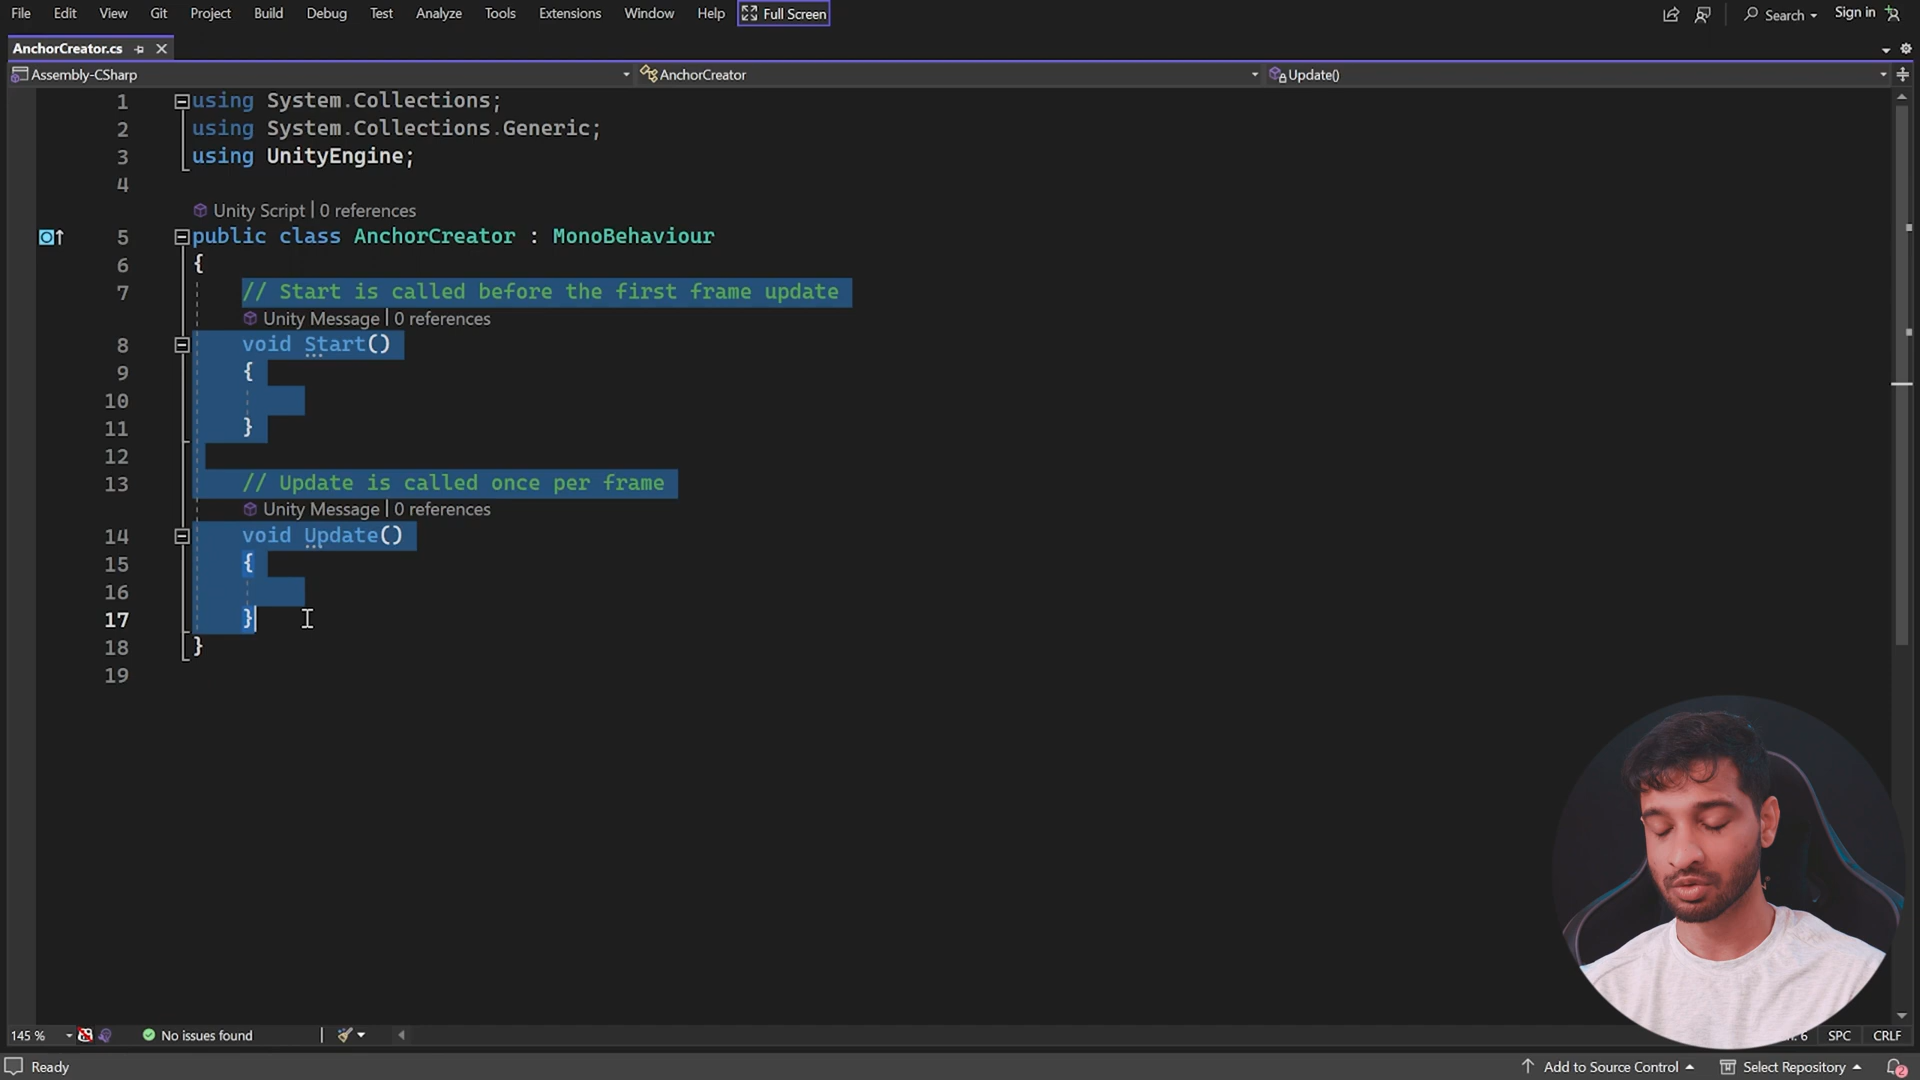 File Edit View Git Project Build Debug Test Analyze Tools Extensions Window Help Full Screen Search Sign in
AnchorCreator.cs
Assembly-CSharp AnchorCreator Update()
1 using System.Collections;
2 using System.Collections.Generic;
3 using UnityEngine;
4
Unity Script | 0 references
5 public class AnchorCreator : MonoBehaviour
6 {
7 // Start is called before the first frame update
Unity Message | 0 references
8 void Start()
9 {
10
11 }
12
13 // Update is called once per frame
Unity Message | 0 references
14 void Update()
15 {
16
17 }
18 }
19
145 % No issues found SPC CRLF
Ready Add to Source Control Select Repository 2